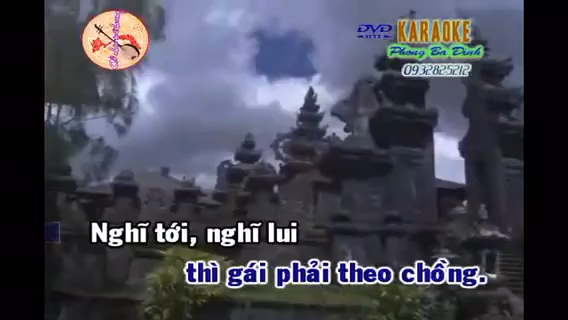 DVD
KARAOKE
Phong Ba Đình
0932825212
Nghĩ tới, nghĩ lui
thì gái phải theo chồng.